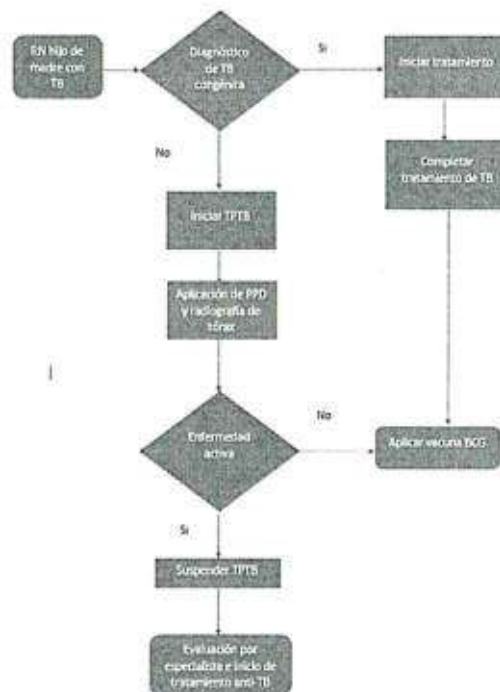 RN hijo de
madre con
TB
Diagnóstico
de TB
congénita
Si
Iniciar tratamiento
Completar
tratamiento de TB
No
Iniciar TPTB
Aplicación de PPD
y radiografía de
tórax
Enfermedad
activa
No
Aplicar vacuna BCG
Si
Suspender TPTB
Evaluación por
especialista e inicio de
tratamiento anti-TB